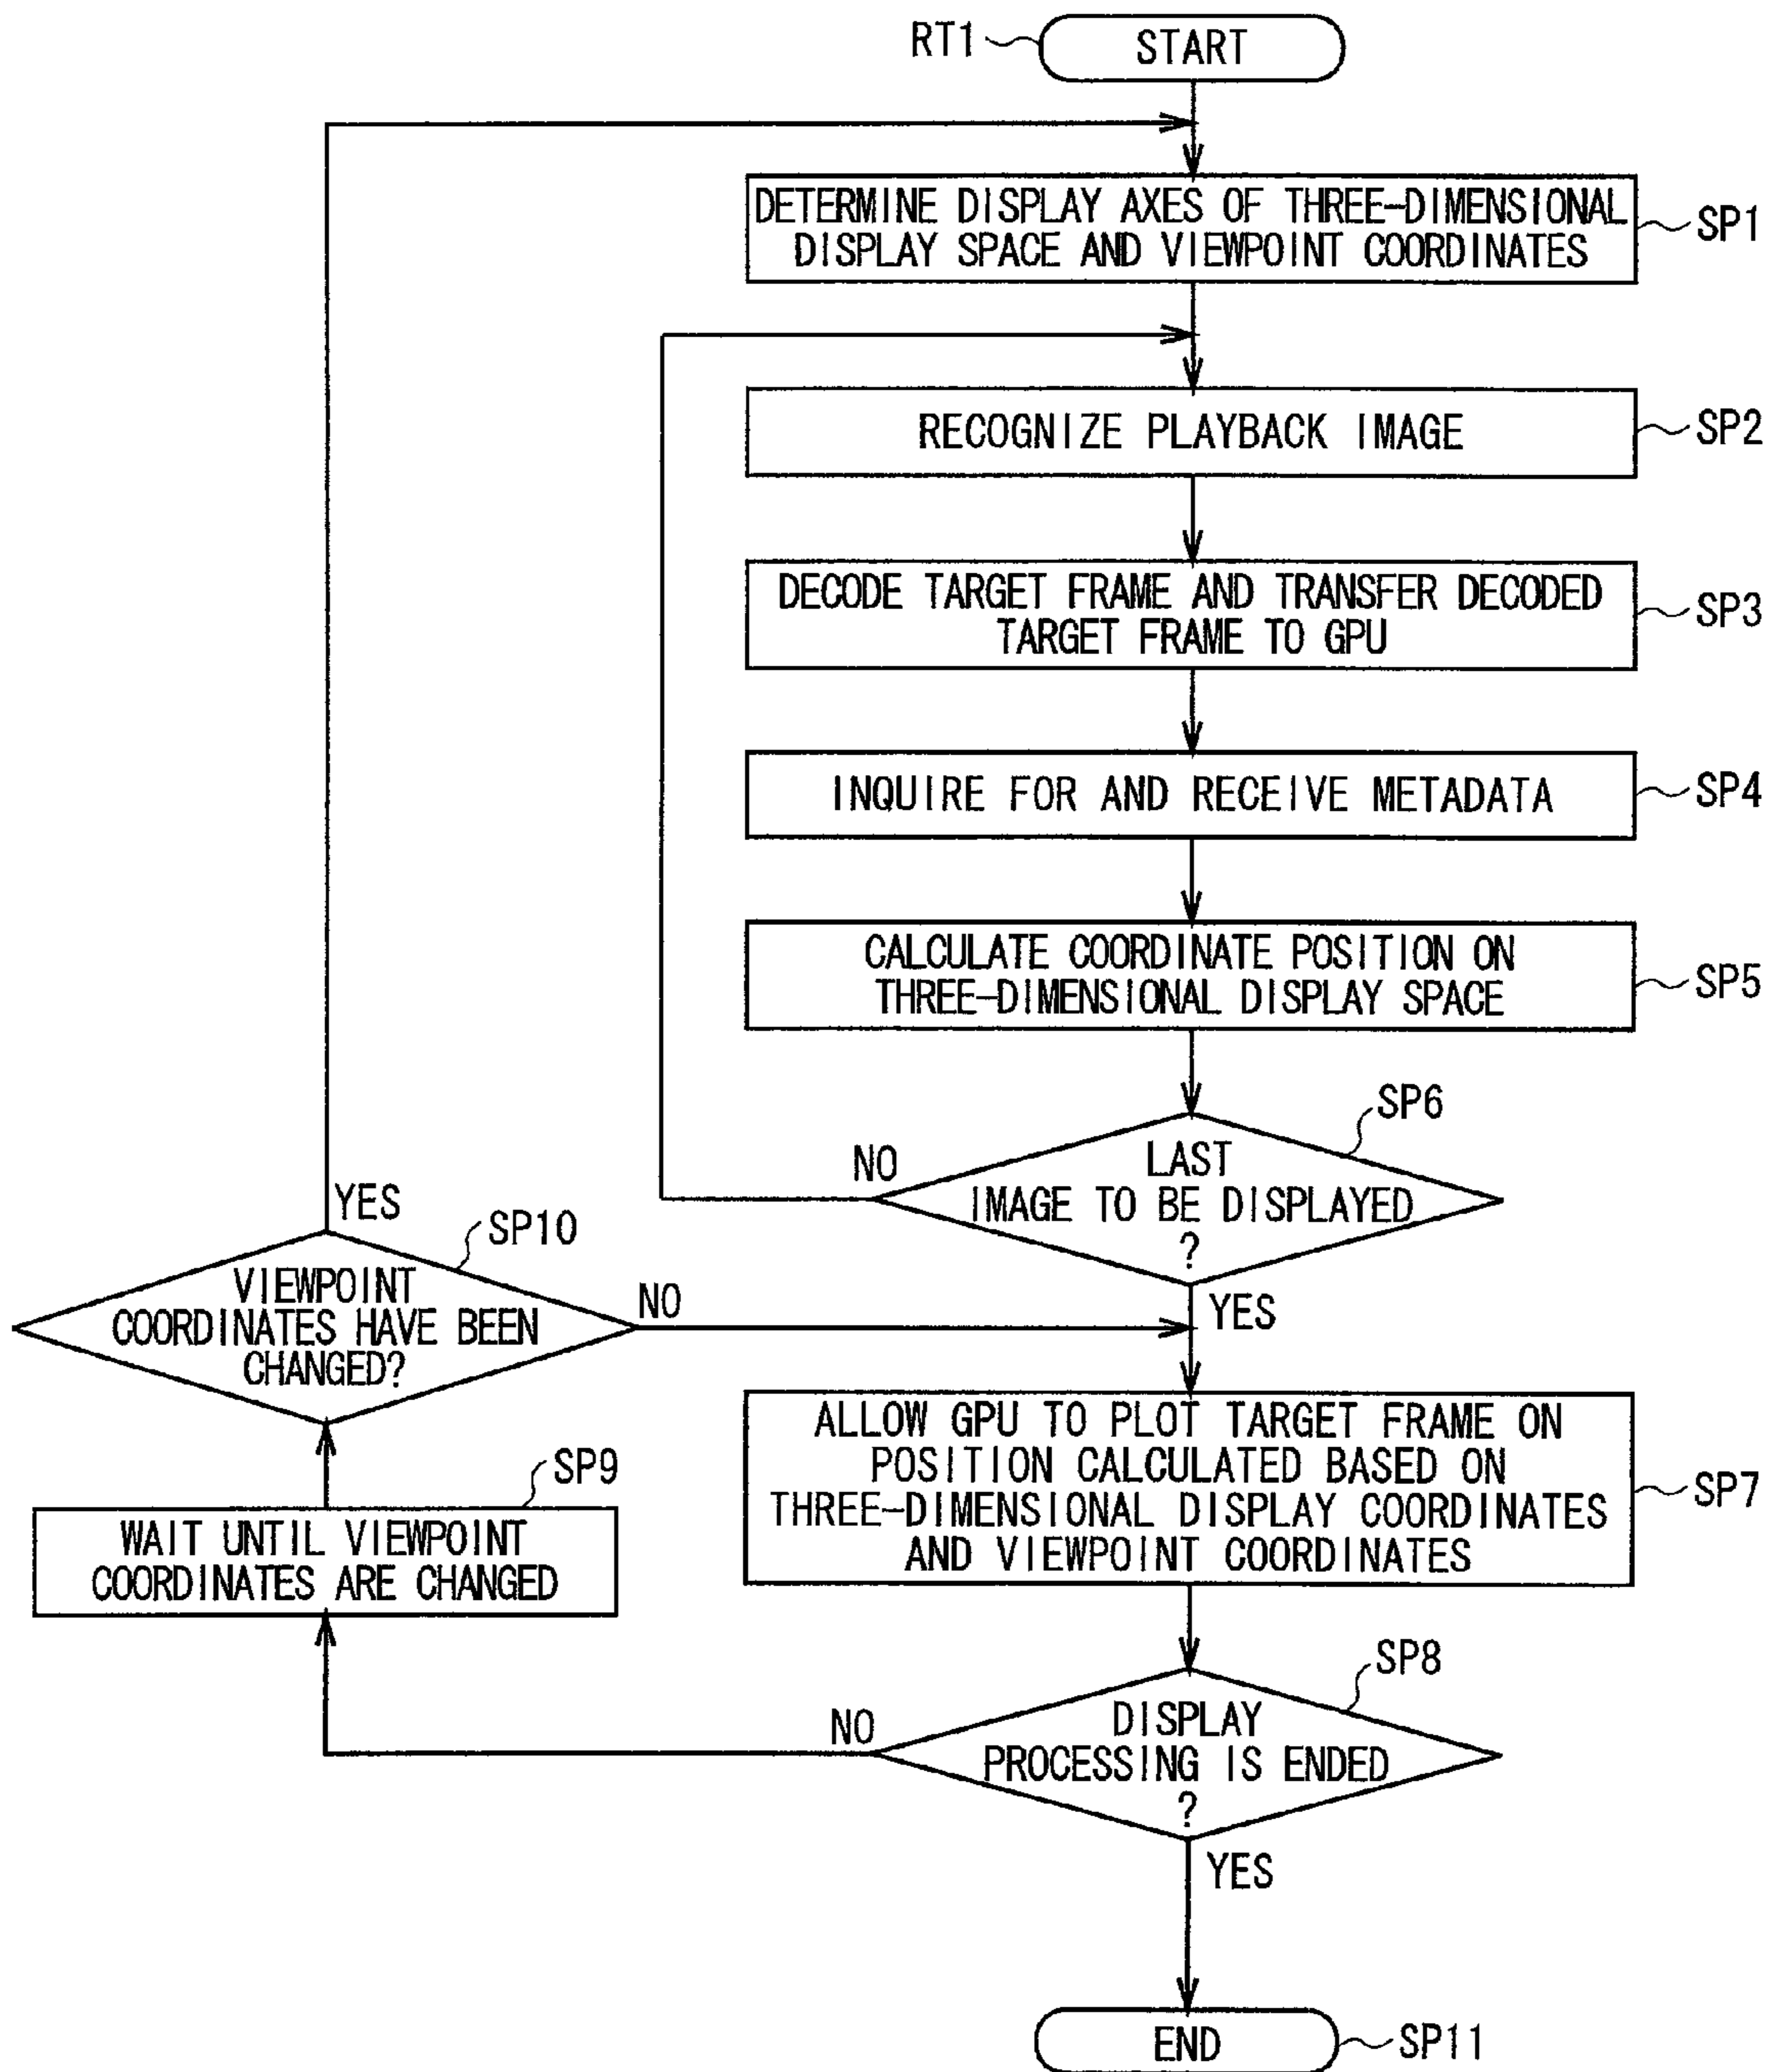 RT1
START
DETERMINE DISPLAY AXES OF THREE-DIMENSIONAL
DISPLAY SPACE AND VIEWPOINT COORDINATES
SP1
RECOGNIZE PLAYBACK IMAGE
SP2
DECODE TARGET FRAME AND TRANSFER DECODED
TARGET FRAME TO GPU
SP3
INQUIRE FOR AND RECEIVE METADATA
SP4
CALCULATE COORDINATE POSITION ON
THREE-DIMENSIONAL DISPLAY SPACE
SP5
SP6
NO
LAST
IMAGE TO BE DISPLAYED
?
YES
YES
SP10
VIEWPOINT
COORDINATES HAVE BEEN
CHANGED?
NO
ALLOW GPU TO PLOT TARGET FRAME ON
POSITION CALCULATED BASED ON
THREE-DIMENSIONAL DISPLAY COORDINATES
AND VIEWPOINT COORDINATES
SP7
SP9
WAIT UNTIL VIEWPOINT
COORDINATES ARE CHANGED
SP8
NO
DISPLAY
PROCESSING IS ENDED
?
YES
END
SP11